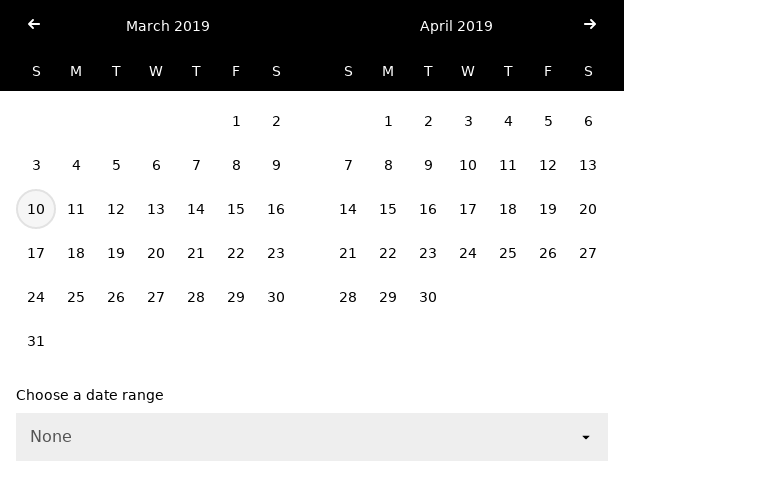 March 2019 April 2019
S M T W T F S S M T W T F S
1 2 1 2 3 4 5 6
3 4 5 6 7 8 9 7 8 9 10 11 12 13
10 11 12 13 14 15 16 14 15 16 17 18 19 20
17 18 19 20 21 22 23 21 22 23 24 25 26 27
24 25 26 27 28 29 30 28 29 30
31
Choose a date range
None